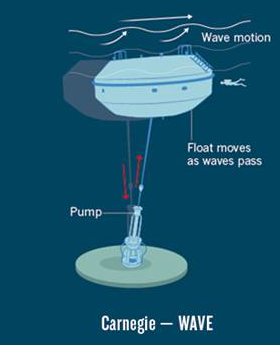 Wave motion
Float moves
as waves pass
Pump
Carnegie — WAVE